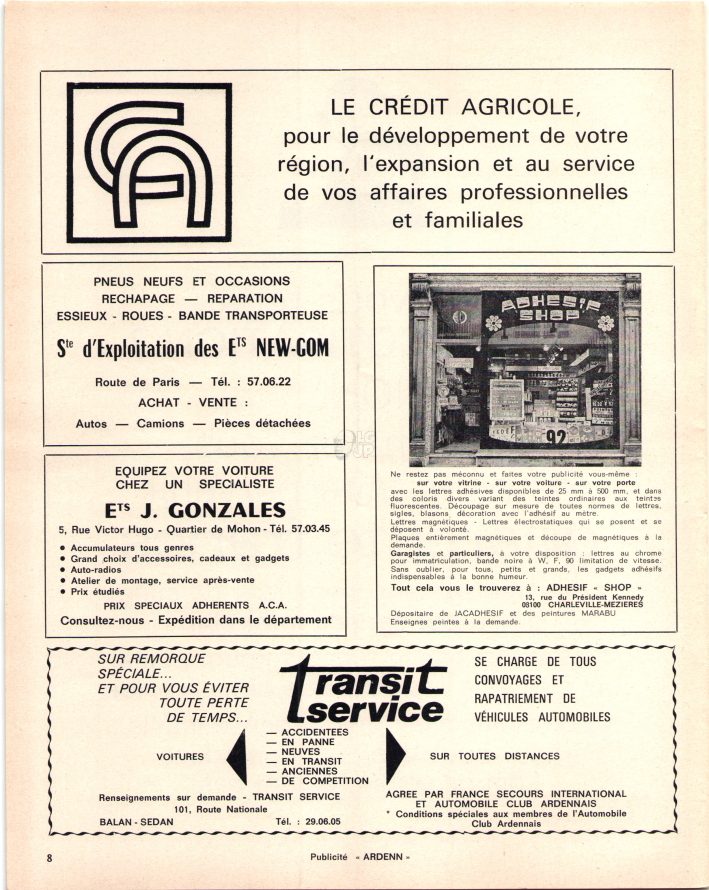 CA
LE CRÉDIT AGRICOLE,
pour le développement de votre
région, l'expansion et au service
de vos affaires professionnelles
et familiales
PNEUS NEUFS ET OCCASIONS
RECHAPAGE — REPARATION
ESSIEUX - ROUES - BANDE TRANSPORTEUSE
Ste d'Exploitation des ETS NEW-GOM
Route de Paris — Tél. : 57.06.22
ACHAT - VENTE :
Autos — Camions — Pièces détachées
EQUIPEZ VOTRE VOITURE
CHEZ UN SPECIALISTE
ETS J. GONZALES
5, Rue Victor Hugo - Quartier de Mohon - Tél. 57.03.45
● Accumulateurs tous genres
● Grand choix d'accessoires, cadeaux et gadgets
● Auto-radios
● Atelier de montage, service après-vente
● Prix étudiés
PRIX SPECIAUX ADHERENTS A.C.A.
Consultez-nous - Expédition dans le département
ADHESIF
SHOP
92
Ne restez pas méconnu et faites votre publicité vous-même :
sur votre vitrine - sur votre voiture - sur votre porte
avec les lettres adhésives disponibles de 25 mm à 500 mm, et dans
des coloris divers variant des teintes ordinaires aux teintes
fluorescentes. Découpage sur mesure de toutes normes de lettres,
sigles, blasons, décoration avec l'adhésif au mètre.
Lettres magnétiques - Lettres électrostatiques qui se posent et se
déposent à volonté.
Plaques entièrement magnétiques et découpe de magnétiques à la
demande.
Garagistes et particuliers, à votre disposition : lettres au chrome
pour immatriculation, bande noire à W, F, 90 limitation de vitesse.
Sans oublier, pour tous, petits et grands, les gadgets adhésifs
indispensables à la bonne humeur.
Tout cela vous le trouverez à : ADHESIF « SHOP »
13, rue du Président Kennedy
08100 CHARLEVILLE-MEZIERES
Dépositaire de JACADHESIF et des peintures MARABU
Enseignes peintes à la demande.
SUR REMORQUE
SPÉCIALE...
ET POUR VOUS ÉVITER
TOUTE PERTE
DE TEMPS...
transit
service
SE CHARGE DE TOUS
CONVOYAGES ET
RAPATRIEMENT DE
VÉHICULES AUTOMOBILES
VOITURES
— ACCIDENTEES
— EN PANNE
— NEUVES
— EN TRANSIT
— ANCIENNES
— DE COMPETITION
SUR TOUTES DISTANCES
Renseignements sur demande - TRANSIT SERVICE
101, Route Nationale
BALAN - SEDAN Tél. : 29.06.05
AGREE PAR FRANCE SECOURS INTERNATIONAL
ET AUTOMOBILE CLUB ARDENNAIS
* Conditions spéciales aux membres de l'Automobile
Club Ardennais
8
Publicité « ARDENN »